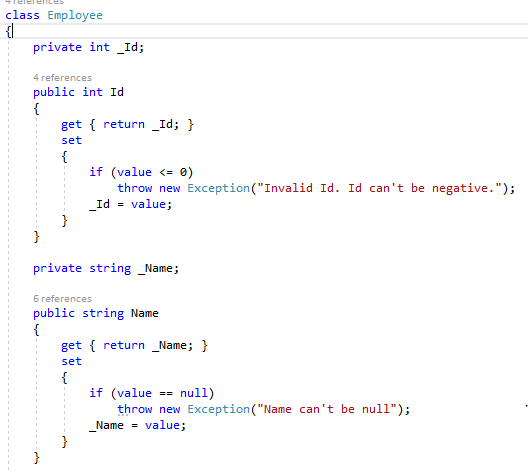 4 references
class Employee
{
private int _Id;
4 references
public int Id
{
get { return _Id; }
set
{
if (value <= 0)
throw new Exception("Invalid Id. Id can't be negative.");
_Id = value;
}
}
private string _Name;
6 references
public string Name
{
get { return _Name; }
set
{
if (value == null)
throw new Exception("Name can't be null");
_Name = value;
}
}